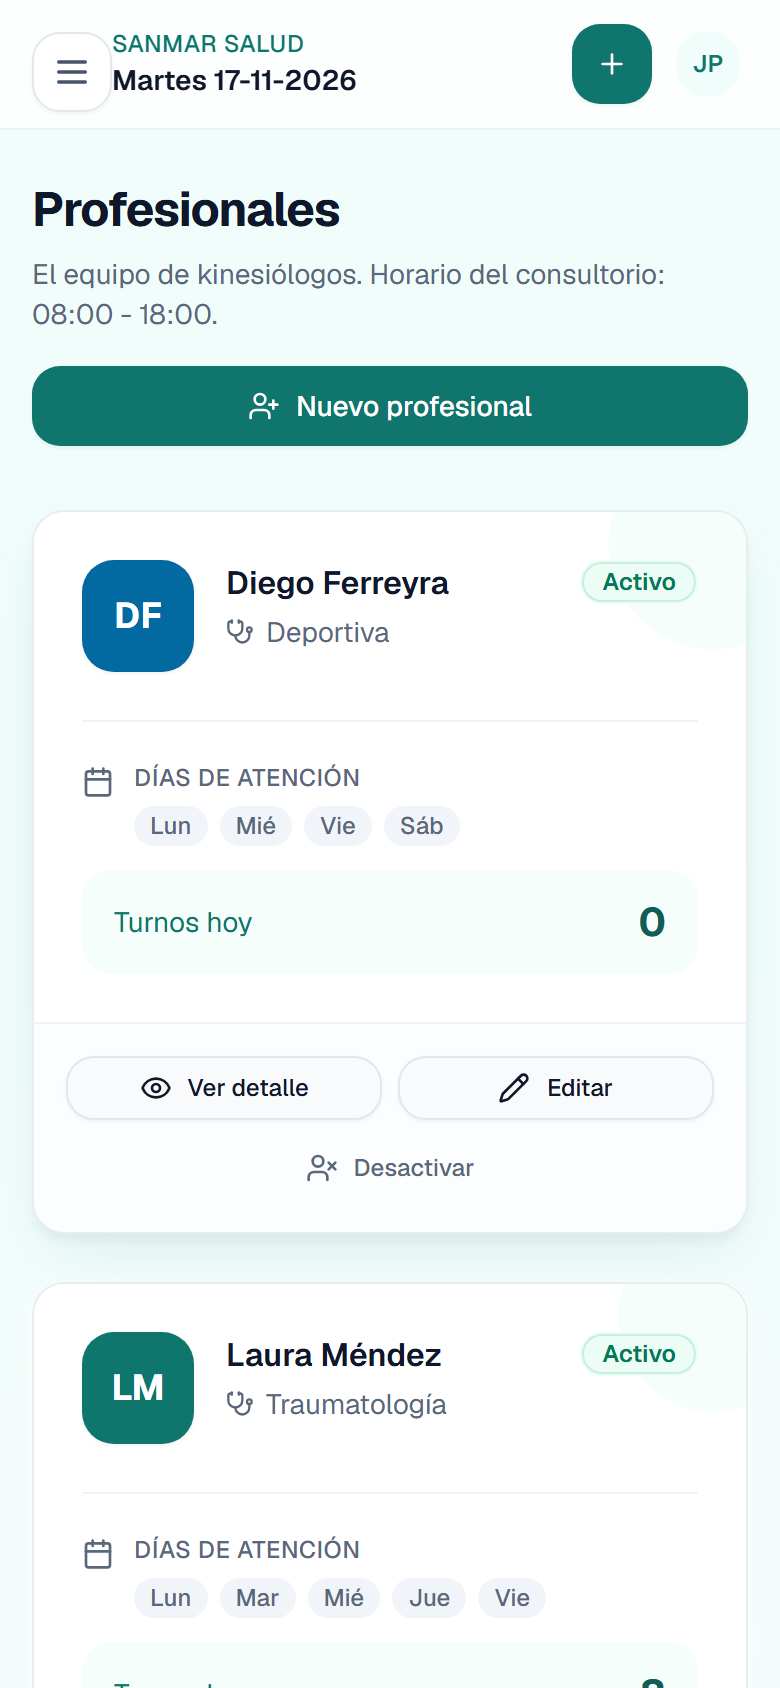 SANMAR SALUD
Martes 17-11-2026
JP
Profesionales
El equipo de kinesiólogos. Horario del consultorio:
08:00 - 18:00.
Nuevo profesional
DF
Diego Ferreyra
Activo
Deportiva
DÍAS DE ATENCIÓN
Lun Mié Vie Sáb
Turnos hoy 0
Ver detalle
Editar
Desactivar
LM
Laura Méndez
Activo
Traumatología
DÍAS DE ATENCIÓN
Lun Mar Mié Jue Vie